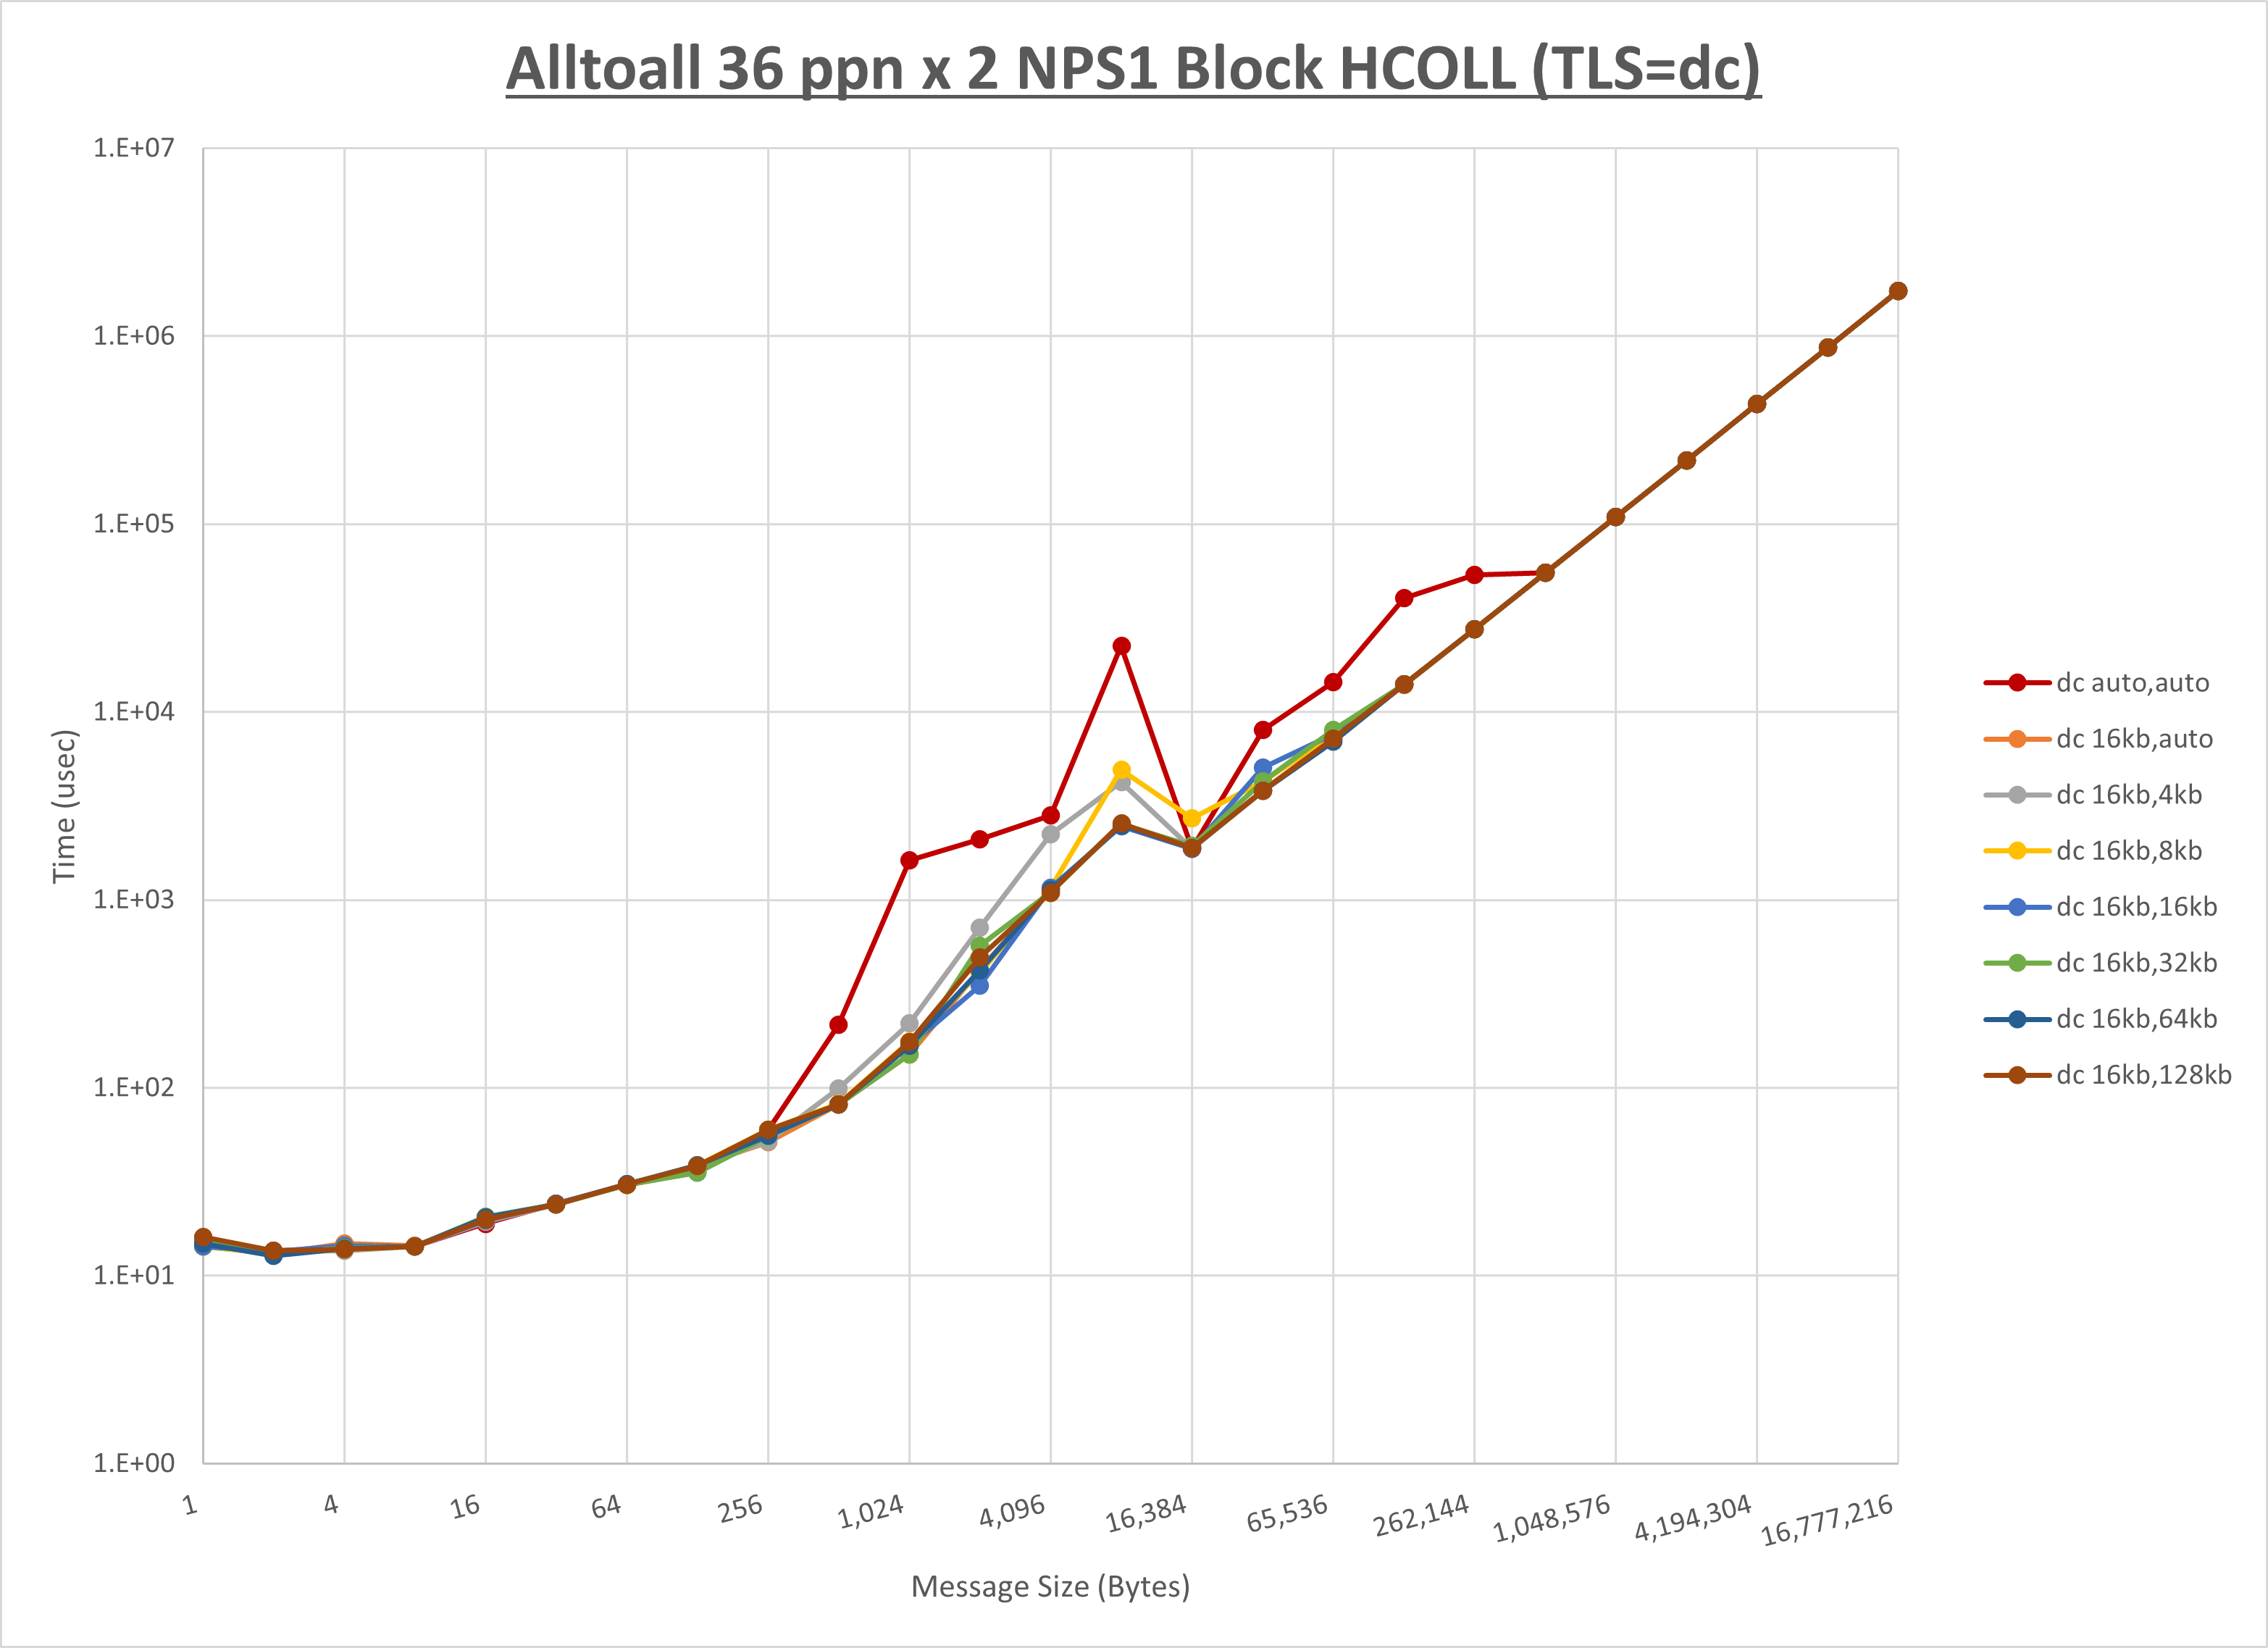 Alltoall 36 ppn x 2 NPS1 Block HCOLL (TLS=dc)
1.E+07
1.E+06
1.E+05
1.E+04
1.E+03
1.E+02
1.E+01
1.E+00
Time (usec)
1
4
16
64
256
1,024
4,096
16,384
65,536
262,144
1,048,576
4,194,304
16,777,216
Message Size (Bytes)
dc auto,auto
dc 16kb,auto
dc 16kb,4kb
dc 16kb,8kb
dc 16kb,16kb
dc 16kb,32kb
dc 16kb,64kb
dc 16kb,128kb